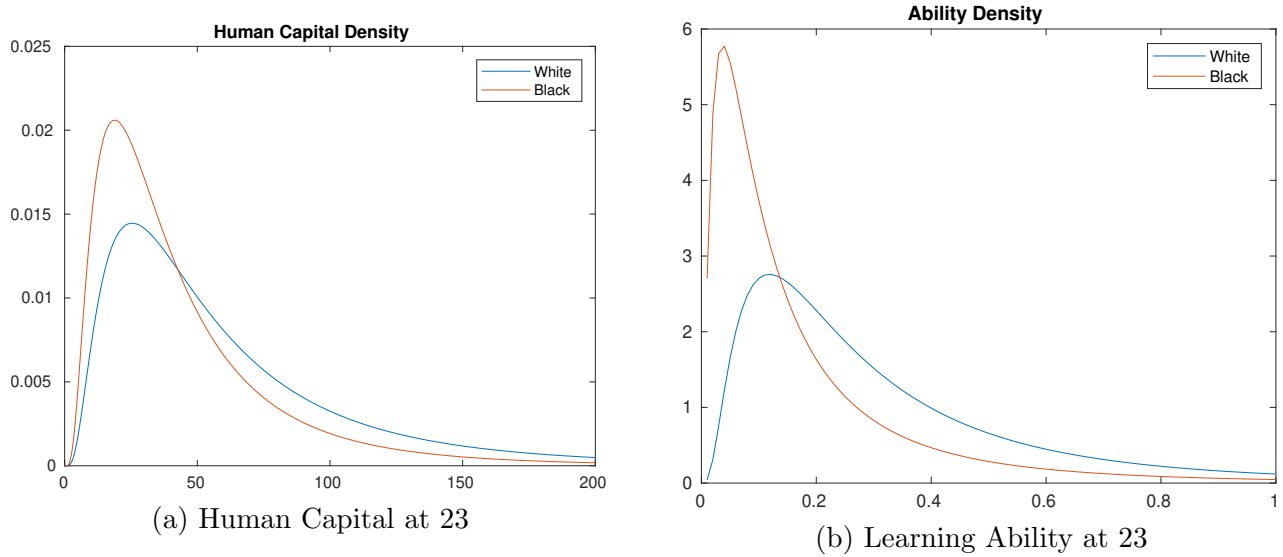 Human Capital Density
0.025
0.02
0.015
0.01
0.005
0
0 50 100 150 200
White
Black
(a) Human Capital at 23
Ability Density
6
5
4
3
2
1
0
0 0.2 0.4 0.6 0.8 1
White
Black
(b) Learning Ability at 23